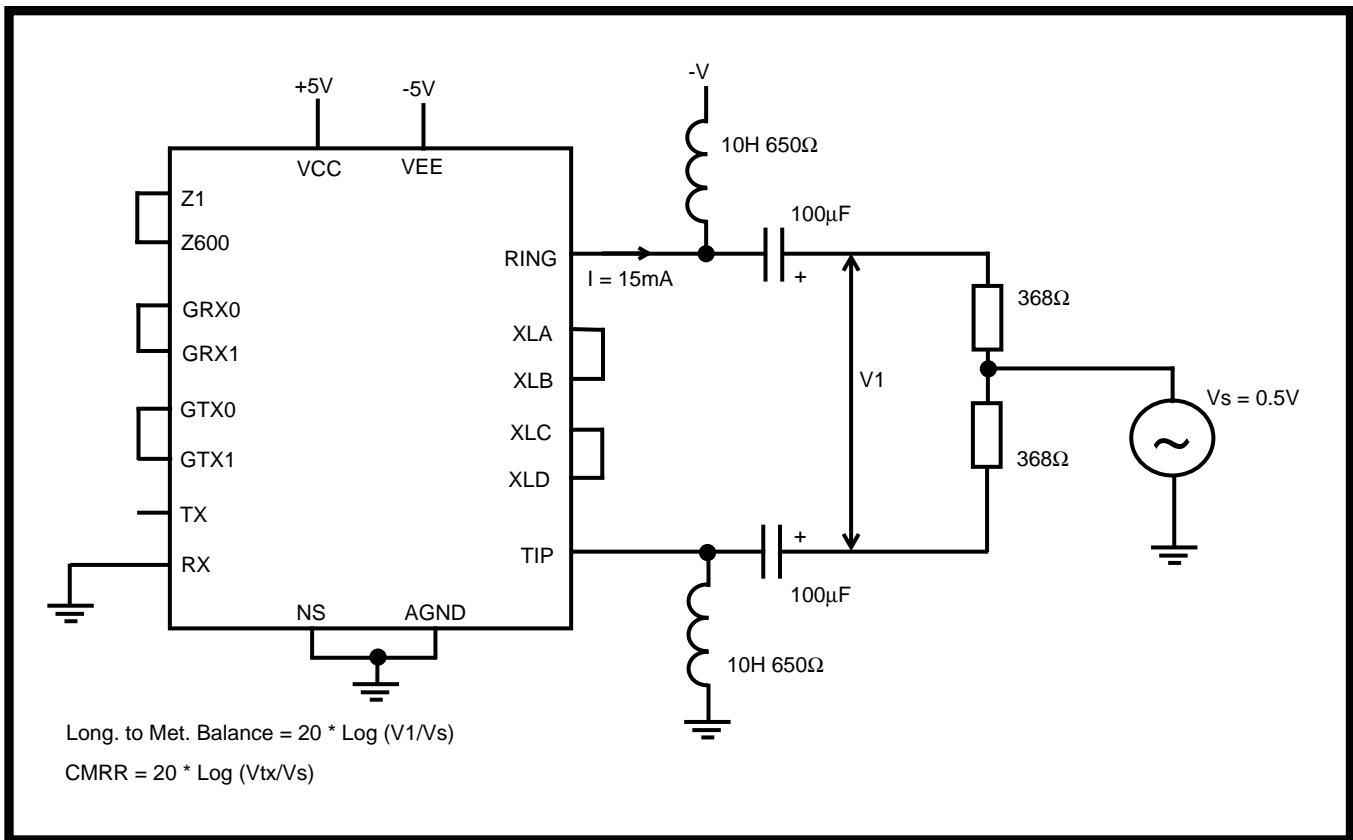 +5V
-5V
-V
VCC
VEE
10H 650Ω
Z1
Z600
100μF
RING
+
I = 15mA
368Ω
GRX0
GRX1
XLA
XLB
V1
Vs = 0.5V
GTX0
GTX1
XLC
XLD
368Ω
TX
RX
TIP
+
100μF
NS
AGND
10H 650Ω
Long. to Met. Balance = 20 * Log (V1/Vs)
CMRR = 20 * Log (Vtx/Vs)